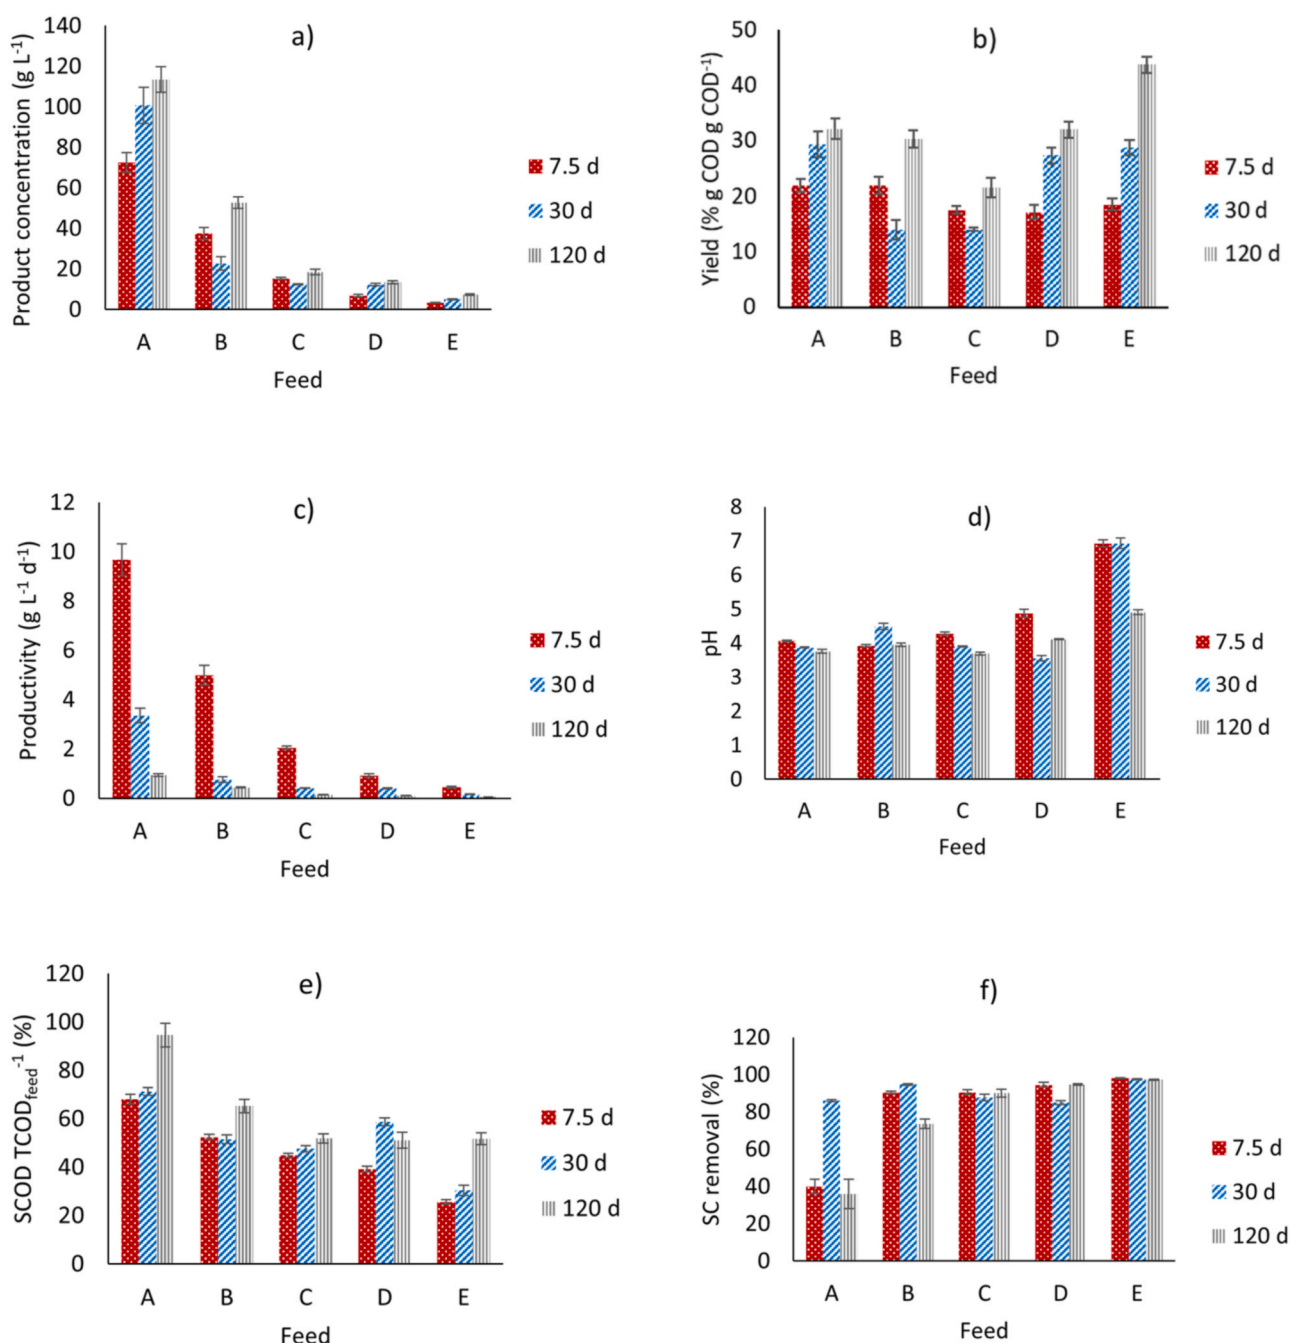 a)
Product concentration (g L⁻¹)
140
120
100
80
60
40
20
0
A B C D E
Feed
7.5 d
30 d
120 d
b)
Yield (% g COD g COD⁻¹)
50
40
30
20
10
0
A B C D E
Feed
7.5 d
30 d
120 d
c)
Productivity (g L⁻¹ d⁻¹)
12
10
8
6
4
2
0
A B C D E
Feed
7.5 d
30 d
120 d
d)
pH
8
7
6
5
4
3
2
1
0
A B C D E
Feed
7.5 d
30 d
120 d
e)
SCOD TCOD_feed⁻¹ (%)
120
100
80
60
40
20
0
A B C D E
Feed
7.5 d
30 d
120 d
f)
SC removal (%)
120
100
80
60
40
20
0
A B C D E
Feed
7.5 d
30 d
120 d